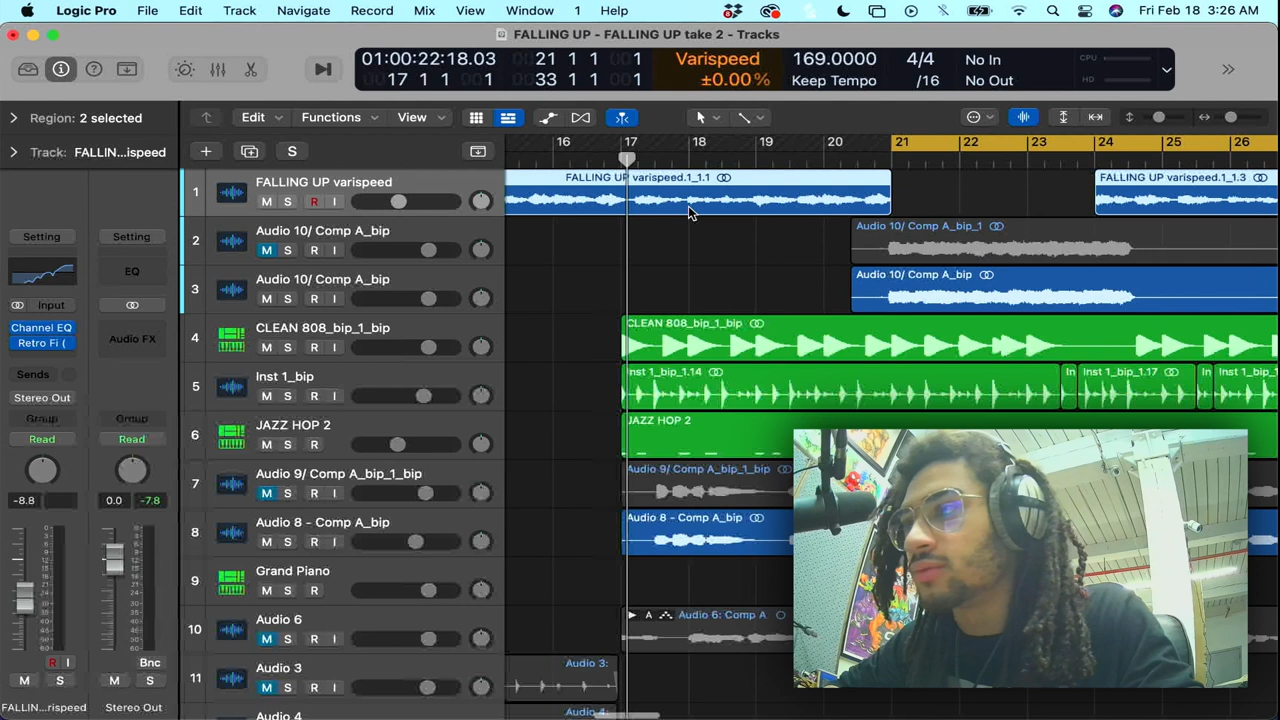 Logic Pro File Edit Track Navigate Record Mix View Window 1 Help Fri Feb 18 3:26 AM
FALLING UP - FALLING UP take 2 - Tracks
01:00:22:18.03 21 1 1 1 Varispeed 169.0000 4/4 No In CPU
17 1 1 1 33 1 1 1 ±0.00% Keep Tempo /16 No Out HD
Region: 2 selected Edit Functions View
Track: FALLIN...ispeed S 16 17 18 19 20 21 22 23 24 25 26
1 FALLING UP varispeed FALLING UP varispeed.1_1.1 FALLING UP varispeed.1_1.3
M S R I
2 Audio 10/ Comp A_bip Audio 10/ Comp A_bip_1
M S R I
3 Audio 10/ Comp A_bip Audio 10/ Comp A_bip
M S R I
4 CLEAN 808_bip_1_bip CLEAN 808_bip_1_bip
M S R I
5 Inst 1_bip Inst 1_bip_1.14 In Inst 1_bip_1.17 In Inst 1_bip_1
M S R I
6 JAZZ HOP 2 JAZZ HOP 2
M S R
7 Audio 9/ Comp A_bip_1_bip Audio 9/ Comp A_bip_1_bip
M S R I
8 Audio 8 - Comp A_bip Audio 8 - Comp A_bip
M S R I
9 Grand Piano
M S R
10 Audio 6 A Audio 6: Comp A
M S R I
11 Audio 3 Audio 3:
M S R I
Audio 4 Audio 4:
Setting Setting
EQ
Input
Channel EQ
Retro Fi ( Audio FX
Sends
Stereo Out
Group Group
Read Read
-8.8 0.0 -7.8
R I Bnc
M S M S
FALLIN...rispeed Stereo Out